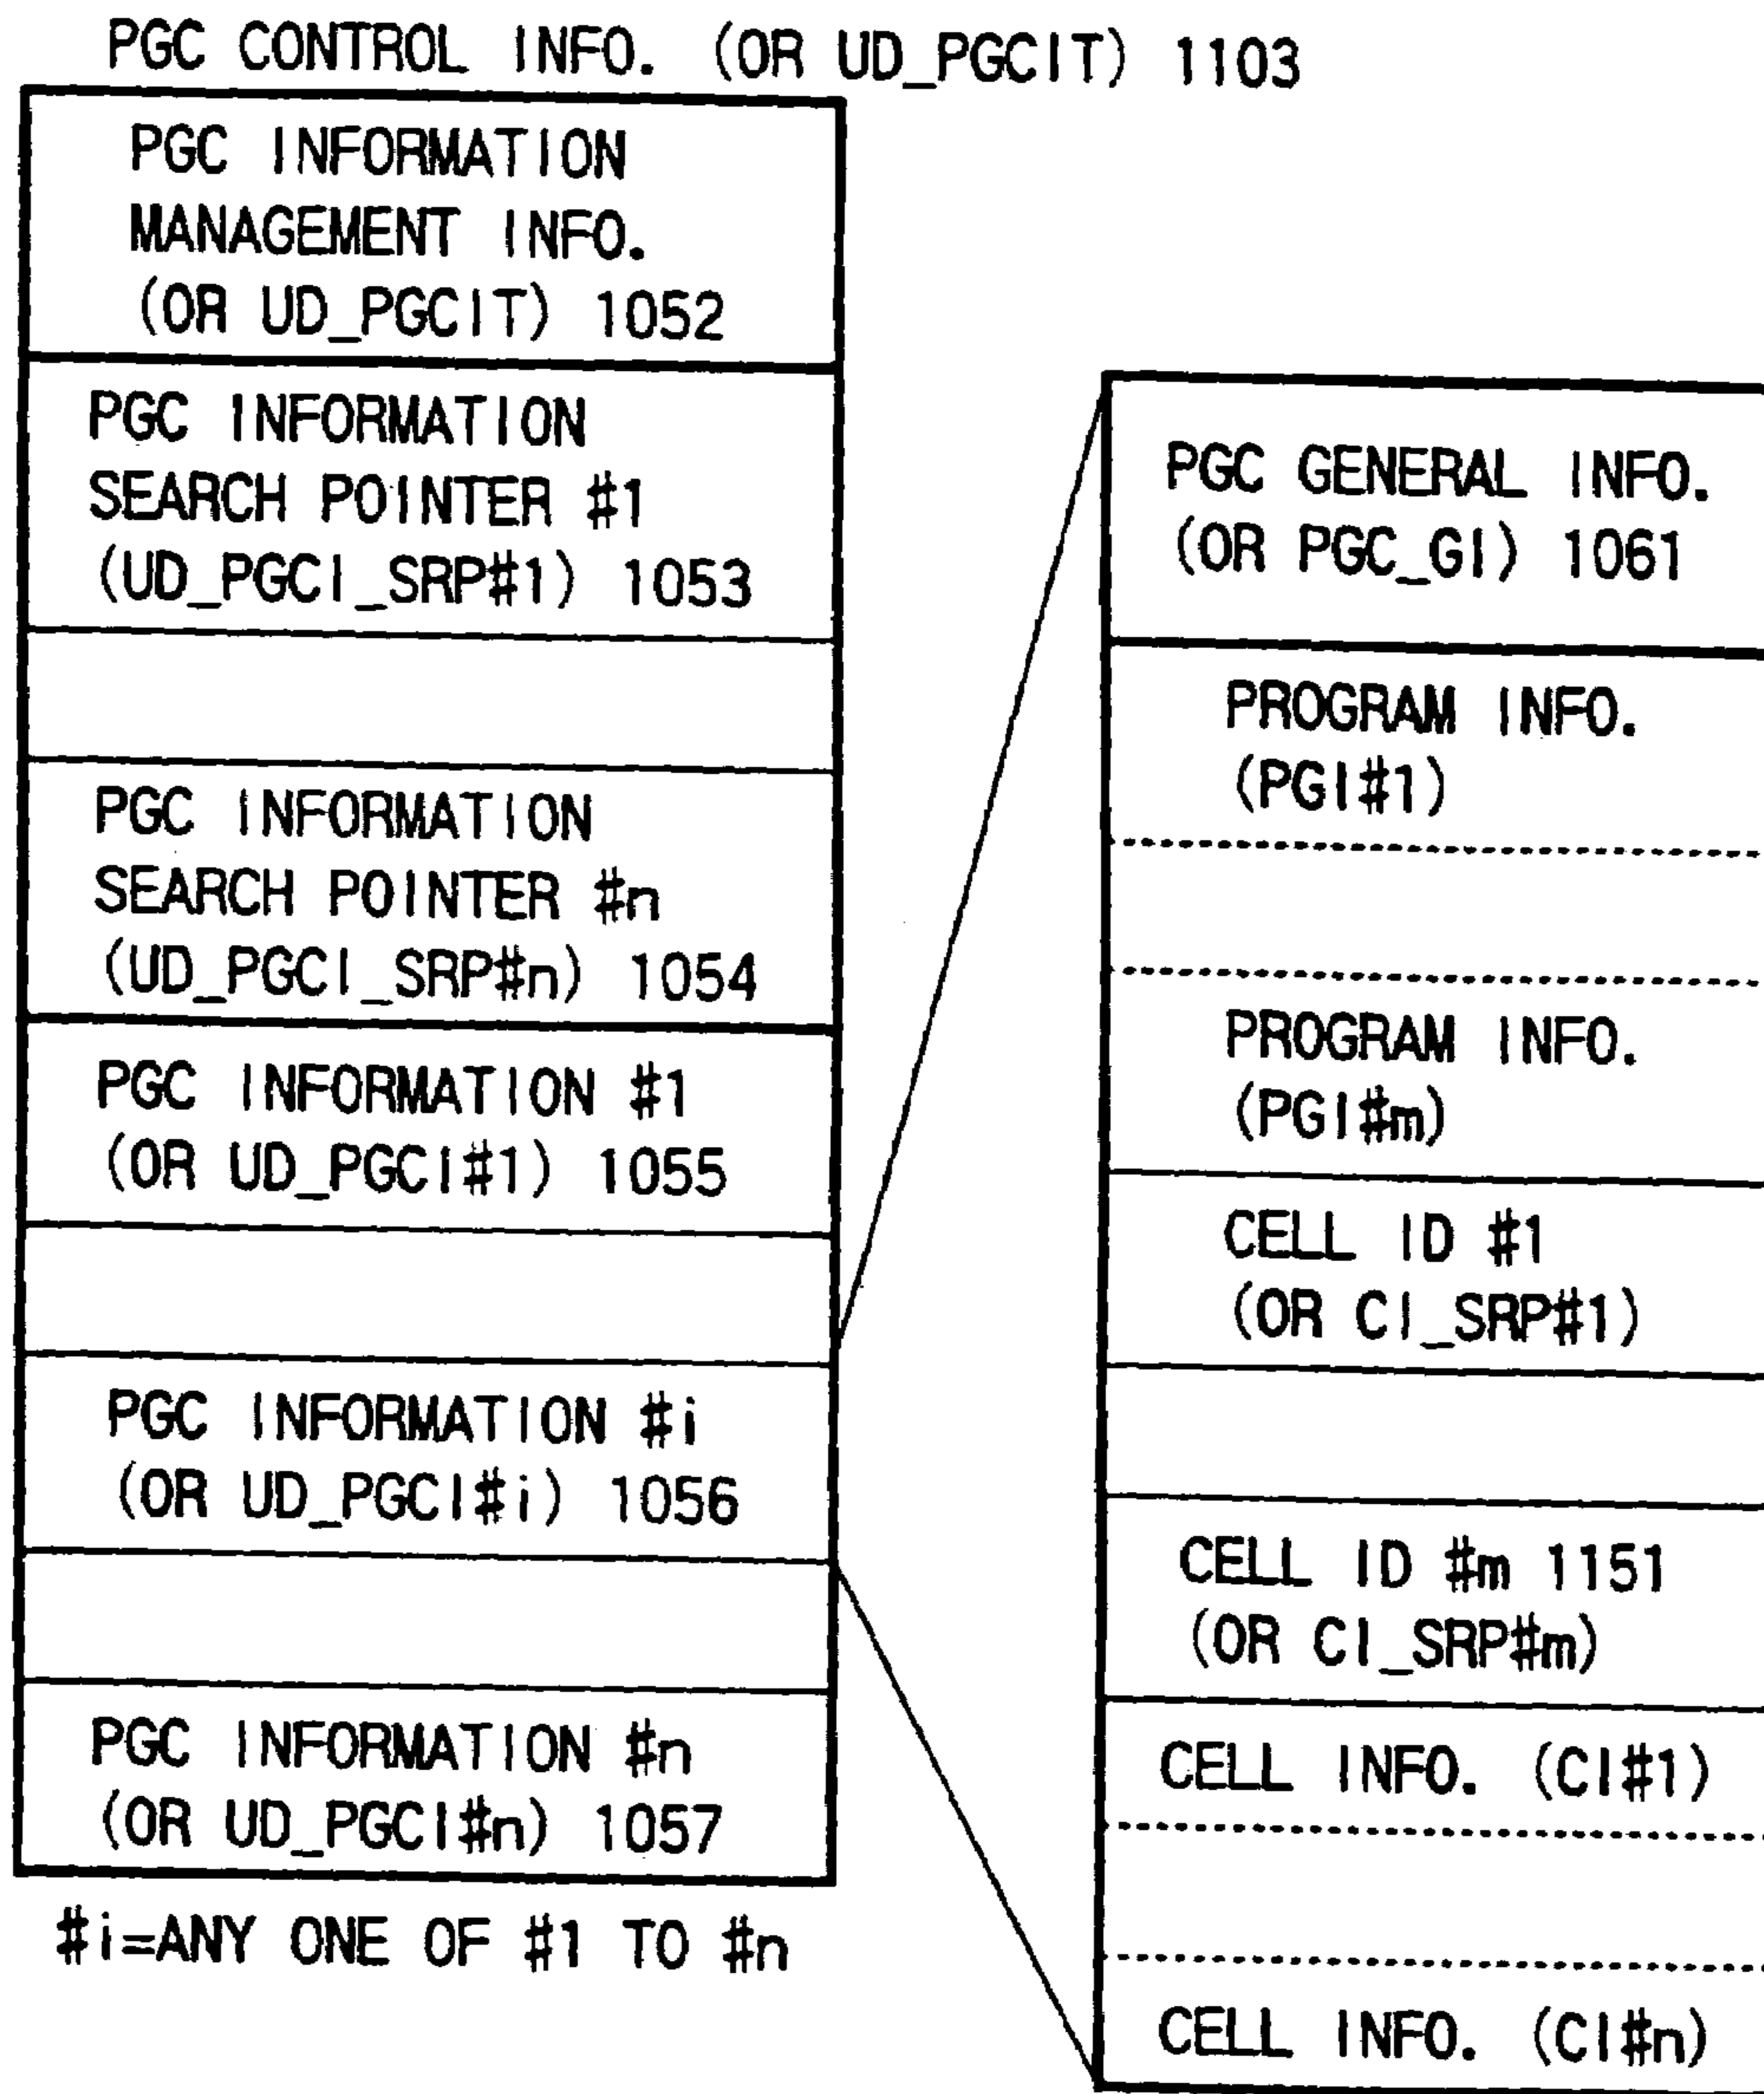 PGC CONTROL INFO. (OR UD_PGCIT) 1103
PGC INFORMATION
MANAGEMENT INFO.
(OR UD_PGCIT) 1052
PGC INFORMATION
SEARCH POINTER #1
(UD_PGCI_SRP#1) 1053
PGC INFORMATION
SEARCH POINTER #n
(UD_PGCI_SRP#n) 1054
PGC INFORMATION #1
(OR UD_PGCI#1) 1055
PGC INFORMATION #i
(OR UD_PGCI#i) 1056
PGC INFORMATION #n
(OR UD_PGCI#n) 1057
#i=ANY ONE OF #1 TO #n
PGC GENERAL INFO.
(OR PGC_GI) 1061
PROGRAM INFO.
(PGI#1)
PROGRAM INFO.
(PGI#m)
CELL ID #1
(OR CI_SRP#1)
CELL ID #m 1151
(OR CI_SRP#m)
CELL INFO. (CI#1)
CELL INFO. (CI#n)